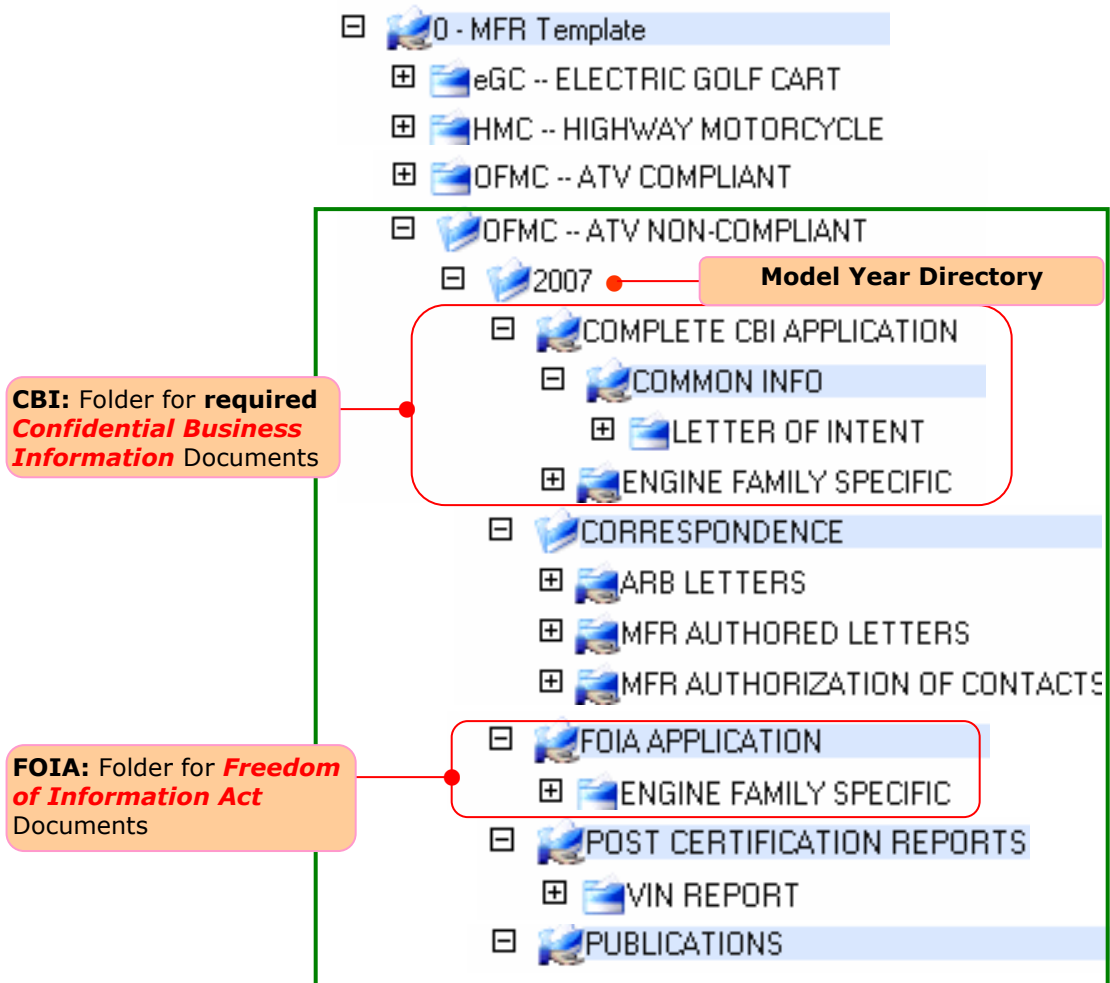 0 - MFR Template
eGC -- ELECTRIC GOLF CART
HMC -- HIGHWAY MOTORCYCLE
OFMC -- ATV COMPLIANT
OFMC -- ATV NON-COMPLIANT
2007
Model Year Directory
COMPLETE CBI APPLICATION
COMMON INFO
LETTER OF INTENT
ENGINE FAMILY SPECIFIC
CBI: Folder for required
Confidential Business
Information Documents
CORRESPONDENCE
ARB LETTERS
MFR AUTHORED LETTERS
MFR AUTHORIZATION OF CONTACTS
FOIA APPLICATION
ENGINE FAMILY SPECIFIC
FOIA: Folder for Freedom
of Information Act
Documents
POST CERTIFICATION REPORTS
VIN REPORT
PUBLICATIONS